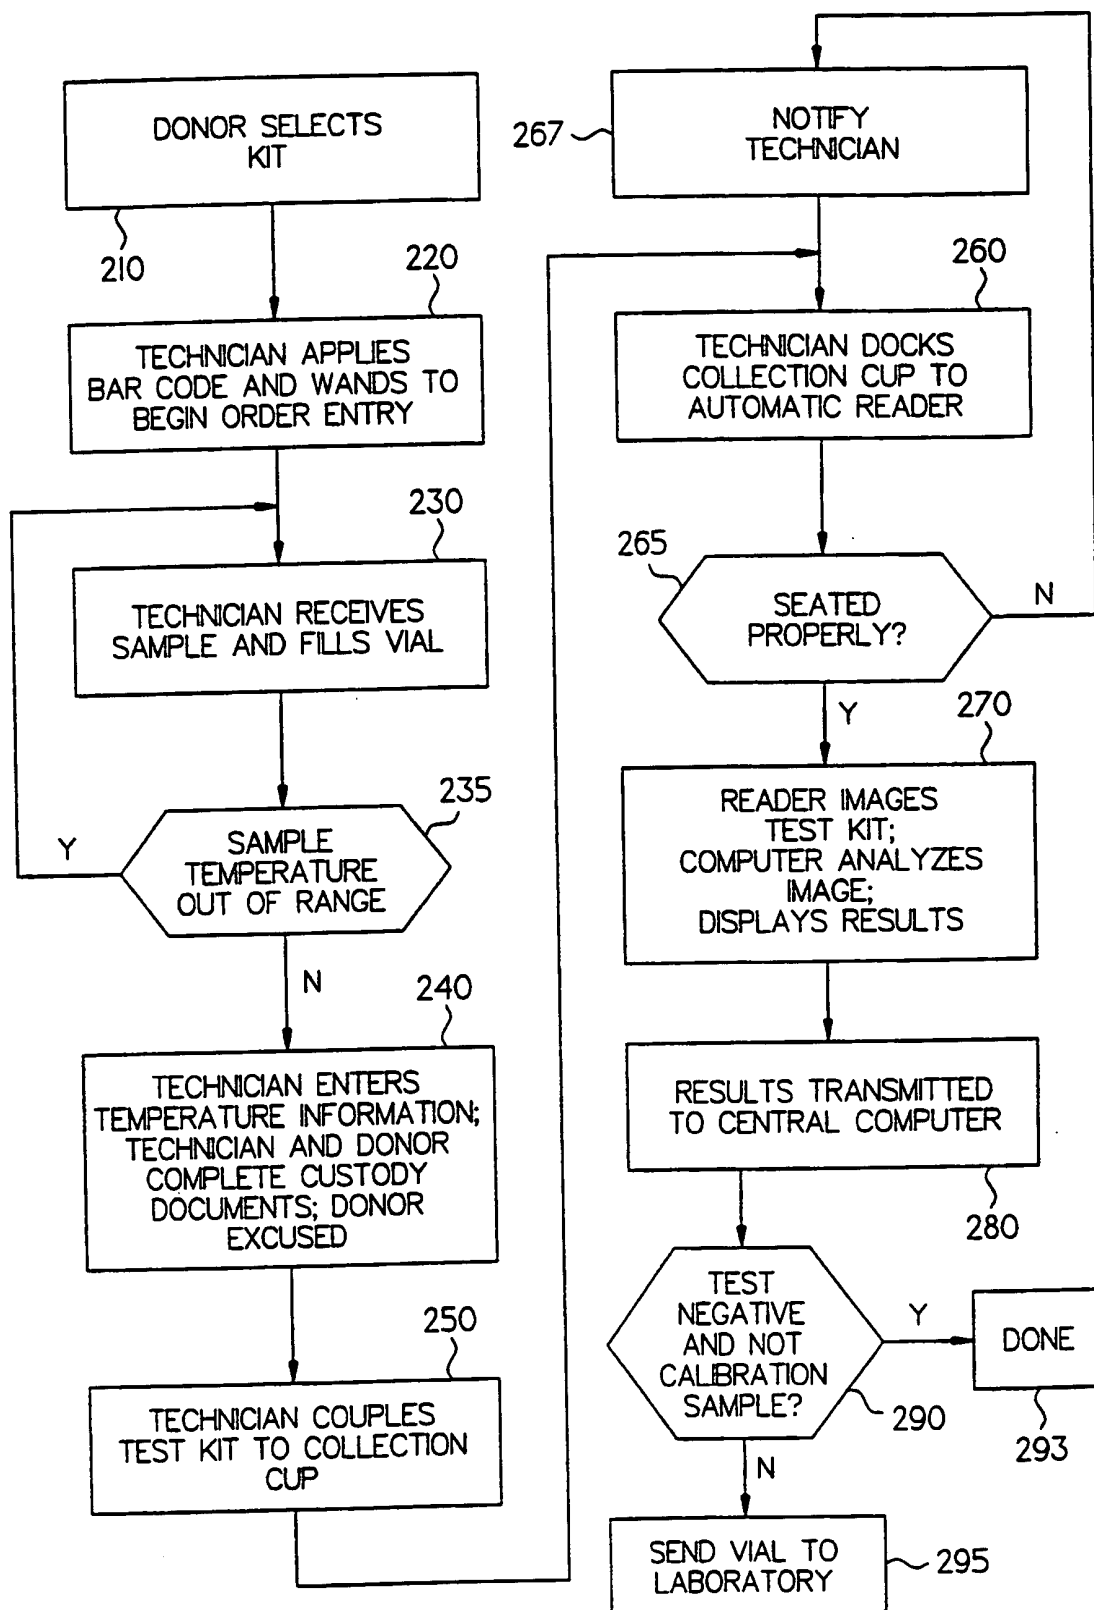 DONOR SELECTS
KIT
210
220
TECHNICIAN APPLIES
BAR CODE AND WANDS TO
BEGIN ORDER ENTRY
230
TECHNICIAN RECEIVES
SAMPLE AND FILLS VIAL
235
SAMPLE
TEMPERATURE
OUT OF RANGE
Y
N
240
TECHNICIAN ENTERS
TEMPERATURE INFORMATION;
TECHNICIAN AND DONOR
COMPLETE CUSTODY
DOCUMENTS; DONOR
EXCUSED
250
TECHNICIAN COUPLES
TEST KIT TO COLLECTION
CUP
267
NOTIFY
TECHNICIAN
260
TECHNICIAN DOCKS
COLLECTION CUP TO
AUTOMATIC READER
265
SEATED
PROPERLY?
N
Y
270
READER IMAGES
TEST KIT;
COMPUTER ANALYZES
IMAGE;
DISPLAYS RESULTS
RESULTS TRANSMITTED
TO CENTRAL COMPUTER
280
TEST
NEGATIVE
AND NOT
CALIBRATION
SAMPLE?
290
Y
DONE
293
N
SEND VIAL TO
LABORATORY
295